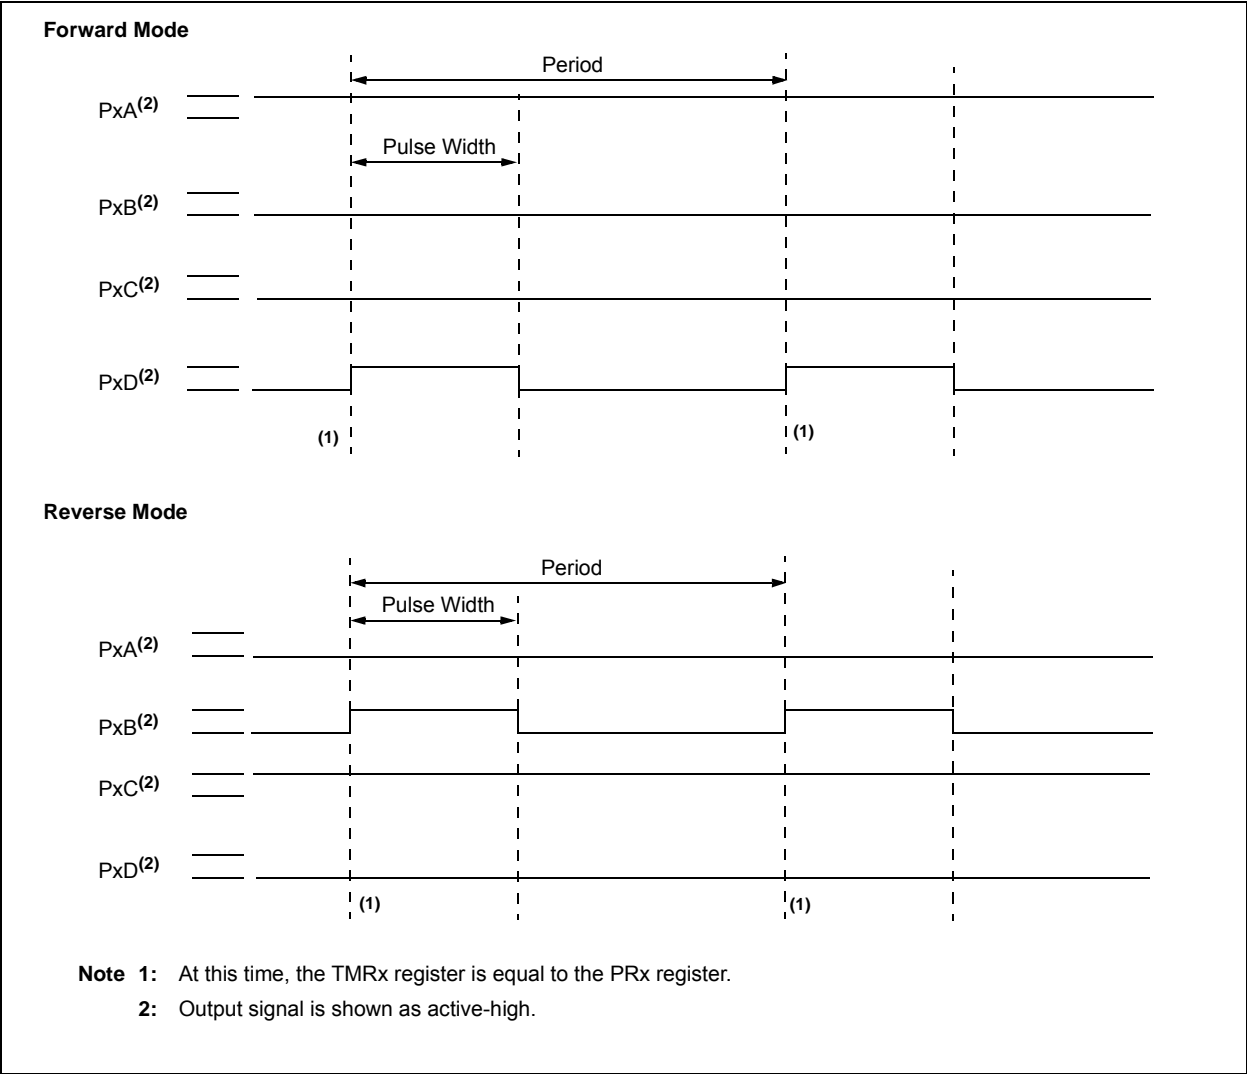 Forward Mode
Period
PxA(2)
Pulse Width
PxB(2)
PxC(2)
PxD(2)
(1)
(1)
Reverse Mode
Period
Pulse Width
PxA(2)
PxB(2)
PxC(2)
PxD(2)
(1)
(1)
Note 1: At this time, the TMRx register is equal to the PRx register.
2: Output signal is shown as active-high.